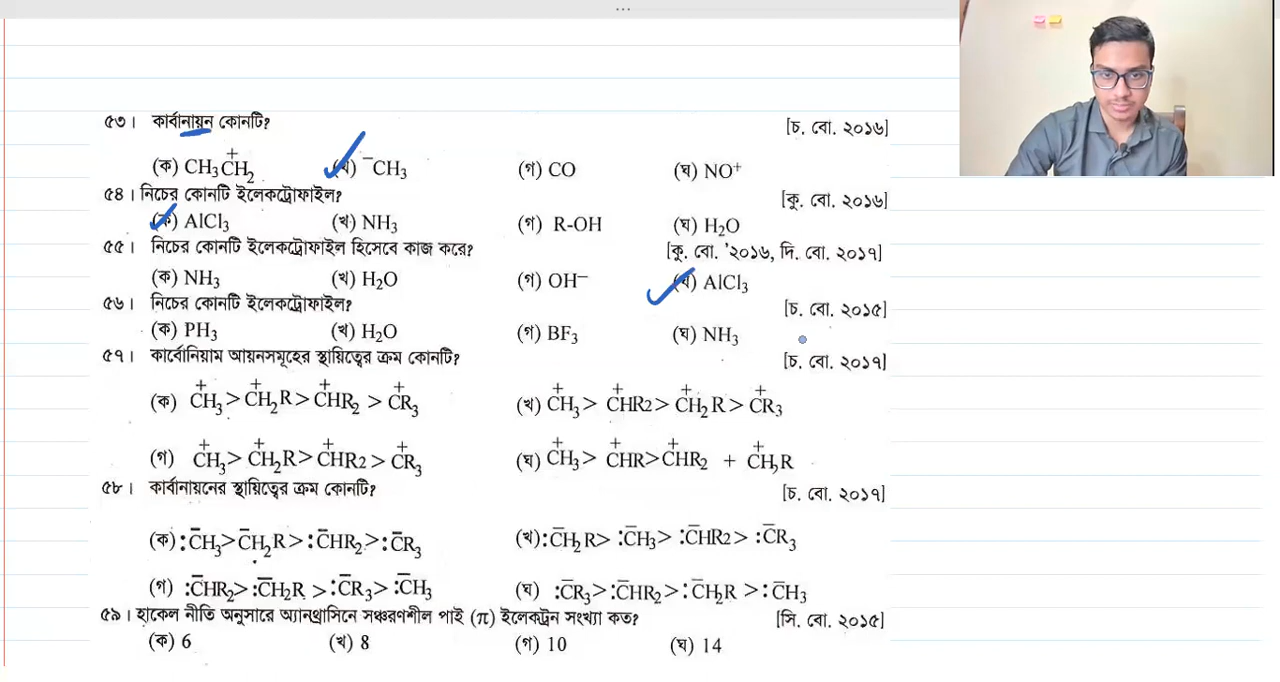 ৫৩। কার্বানায়ন কোনটি? [চ. বো. ২০১৬]
(ক) CH₃C⁺H₂ (খ) ⁻CH₃ (গ) CO (ঘ) NO⁺
৫৪। নিচের কোনটি ইলেকট্রোফাইল? [কু. বো. ২০১৬]
(ক) AlCl₃ (খ) NH₃ (গ) R-OH (ঘ) H₂O
৫৫। নিচের কোনটি ইলেকট্রোফাইল হিসেবে কাজ করে? [কু. বো. '২০১৬, দি. বো. ২০১৭]
(ক) NH₃ (খ) H₂O (গ) OH⁻ (ঘ) AlCl₃
৫৬। নিচের কোনটি ইলেকট্রোফাইল? [চ. বো. ২০১৫]
(ক) PH₃ (খ) H₂O (গ) BF₃ (ঘ) NH₃
৫৭। কার্বোনিয়াম আয়নসমূহের স্থায়িত্বের ক্রম কোনটি? [চ. বো. ২০১৭]
(ক) C⁺H₃ > C⁺H₂R > C⁺HR₂ > C⁺R₃ (খ) C⁺H₃ > C⁺HR2 > C⁺H₂R > C⁺R₃
(গ) C⁺H₃ > C⁺H₂R > C⁺HR2 > C⁺R₃ (ঘ) C⁺H₃ > C⁺HR > C⁺HR₂ + C⁺H₂R
৫৮। কার্বানায়নের স্থায়িত্বের ক্রম কোনটি? [চ. বো. ২০১৭]
(ক) :C̄H₃ > C̄H₂R > :C̄HR₂ > :C̄R₃ (খ) :C̄H₂R > :C̄H₃ > :C̄HR2 > :C̄R₃
(গ) :C̄HR₂ > :C̄H₂R > :C̄R₃ > :C̄H₃ (ঘ) :C̄R₃ > :C̄HR₂ > :C̄H₂R > :C̄H₃
৫৯। হাকেল নীতি অনুসারে অ্যানথ্রাসিনে সঞ্চরণশীল পাই (π) ইলেকট্রন সংখ্যা কত? [সি. বো. ২০১৫]
(ক) 6 (খ) 8 (গ) 10 (ঘ) 14